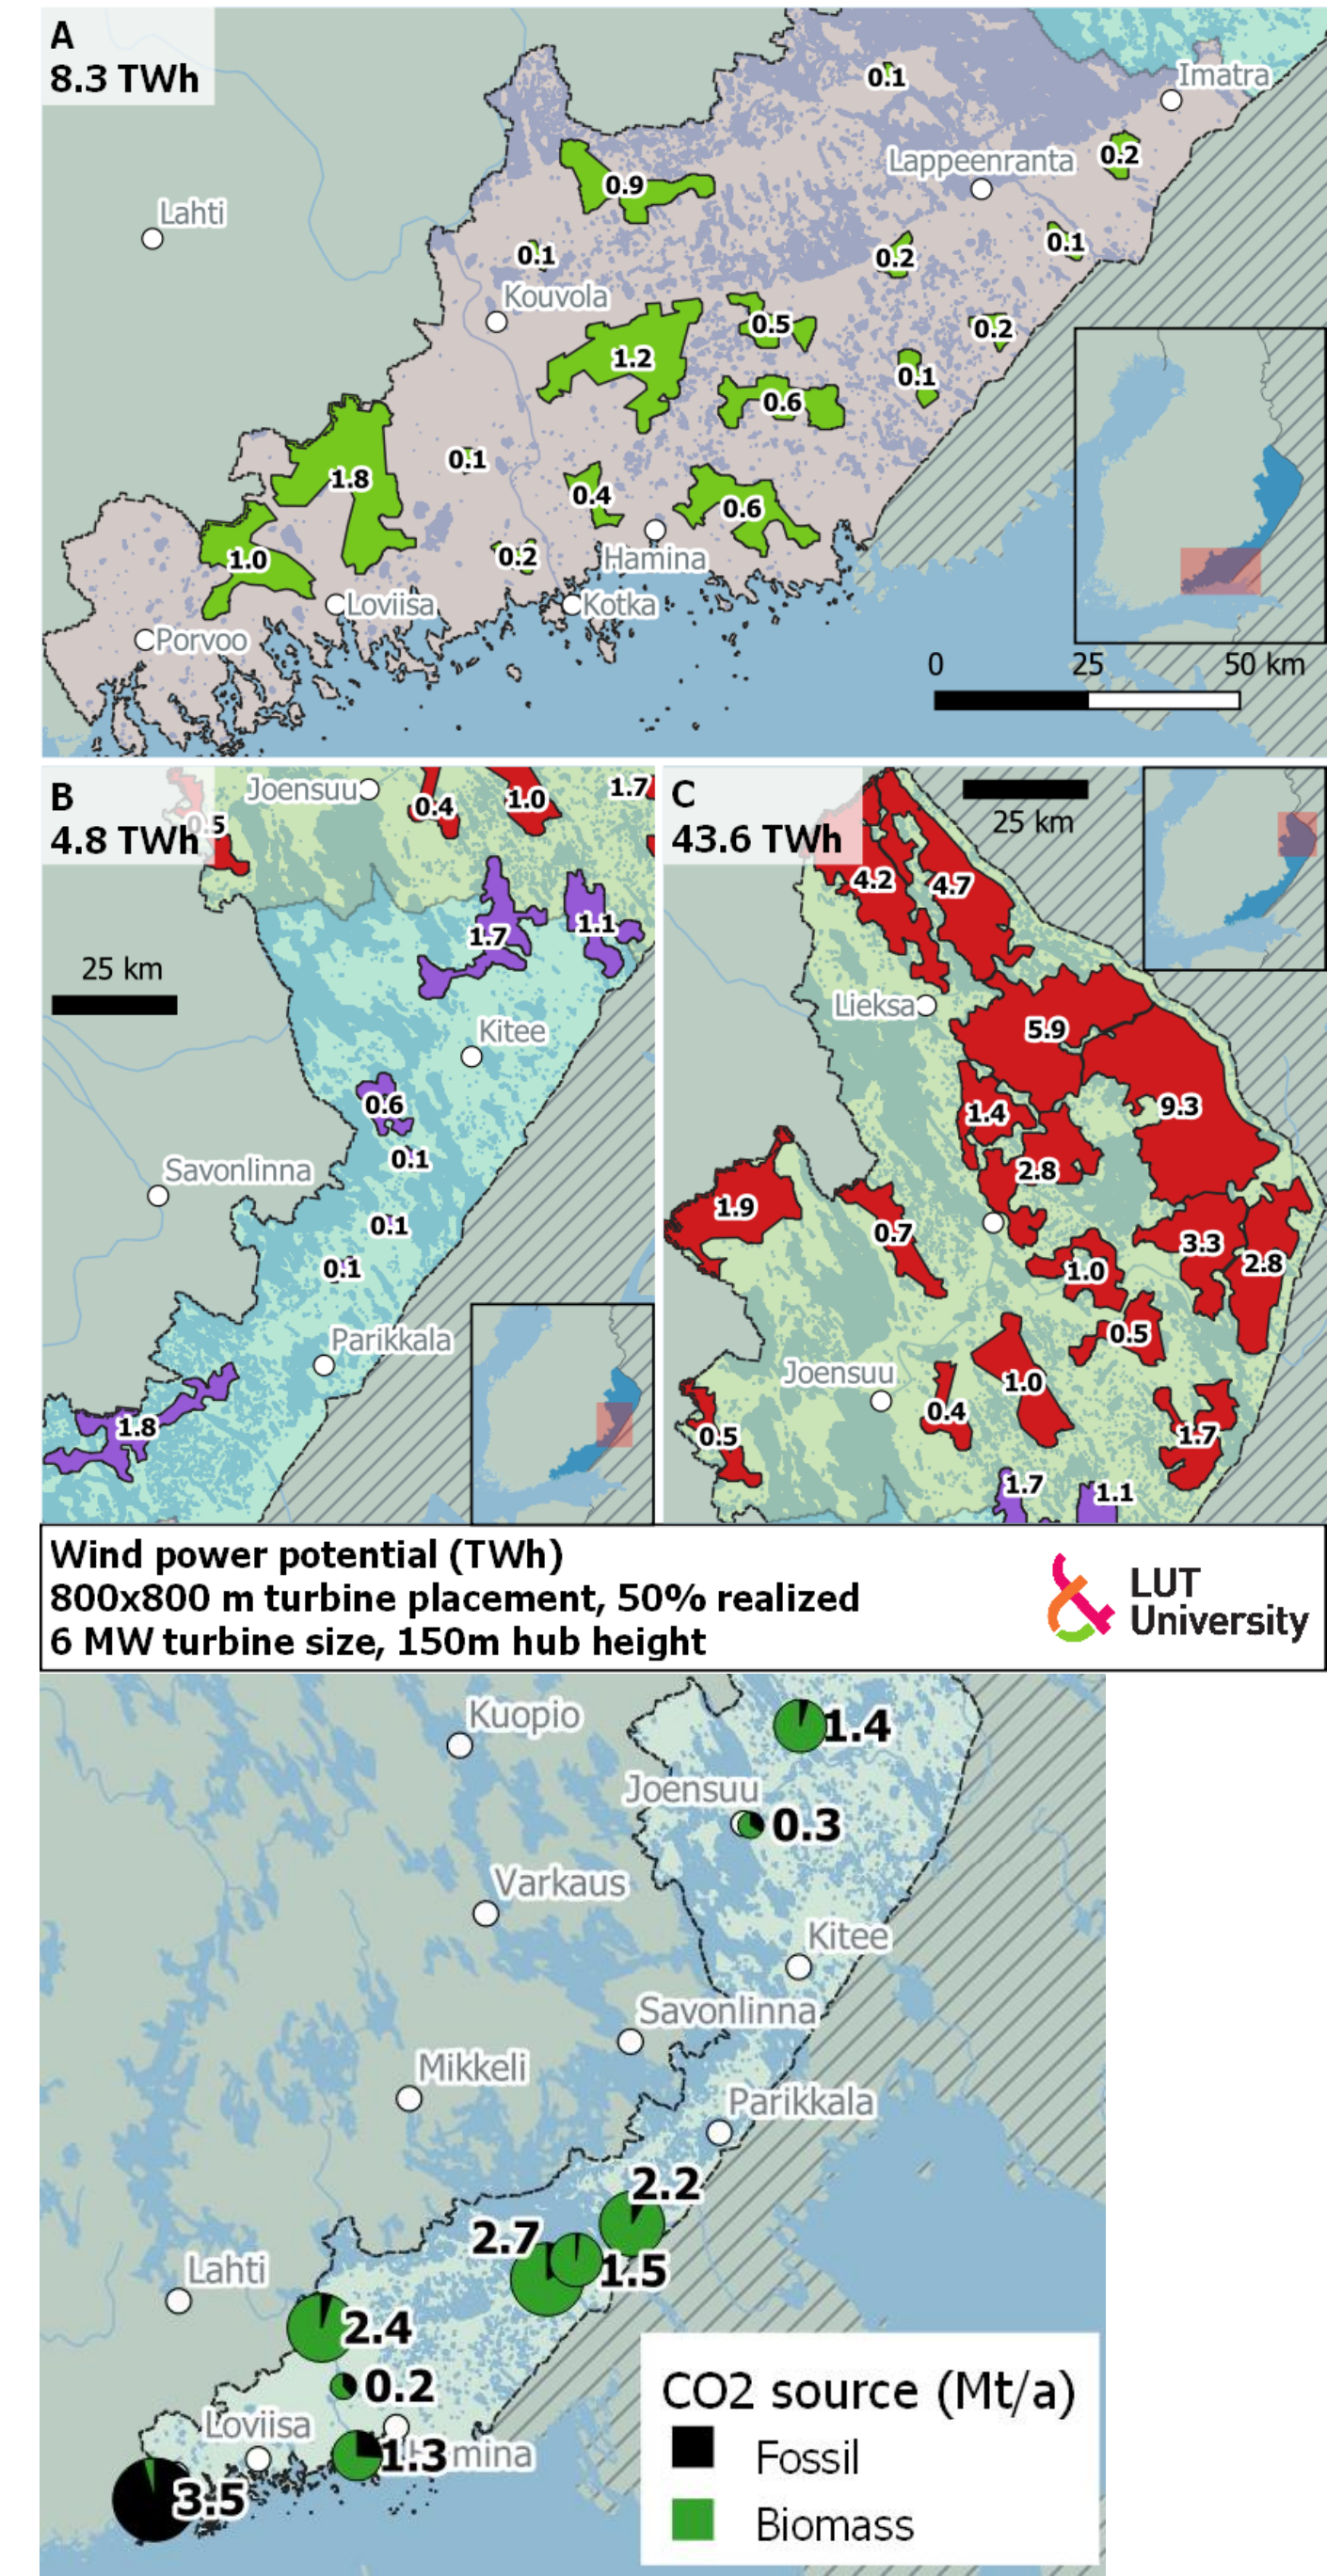 A
8.3 TWh
0.1
Imatra
0.2
Lappeenranta
0.9
Lahti
0.1
0.1
0.2
Kouvola
0.5
0.2
1.2
0.1
0.6
0.1
1.8
0.4
0.6
1.0
0.2
Hamina
Loviisa
Kotka
Porvoo
0
25
50 km
B
4.8 TWh
Joensuu
0.5
0.4
1.0
1.7
1.7
1.1
25 km
Kitee
0.6
0.1
Savonlinna
0.1
0.1
Parikkala
1.8
C
43.6 TWh
25 km
4.2
4.7
Lieksa
5.9
9.3
1.4
2.8
1.9
0.7
3.3
2.8
1.0
0.5
Joensuu
1.0
0.4
0.5
1.7
1.7
1.1
Wind power potential (TWh)
800x800 m turbine placement, 50% realized
6 MW turbine size, 150m hub height
LUT
University
Kuopio
1.4
Joensuu
0.3
Varkaus
Kitee
Savonlinna
Mikkeli
Parikkala
2.2
2.7
1.5
Lahti
2.4
0.2
Loviisa
1.3
mina
3.5
CO2 source (Mt/a)
Fossil
Biomass